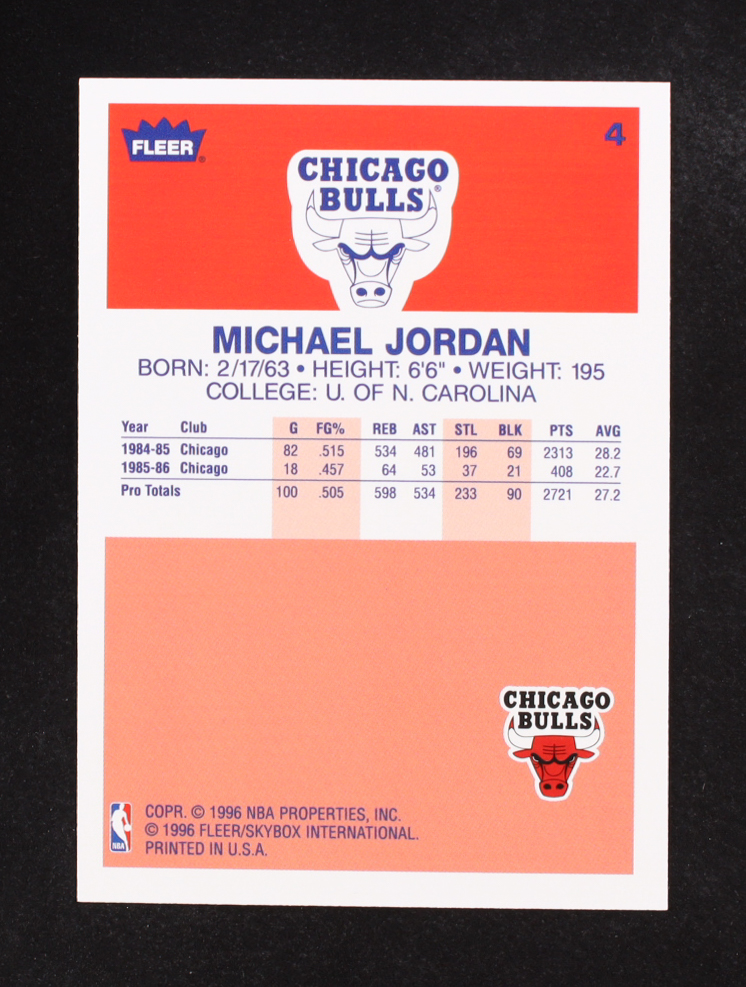 FLEER®
4
CHICAGO
BULLS®
MICHAEL JORDAN
BORN: 2/17/63 • HEIGHT: 6'6" • WEIGHT: 195
COLLEGE: U. OF N. CAROLINA
Year Club G FG% REB AST STL BLK PTS AVG
1984-85 Chicago 82 .515 534 481 196 69 2313 28.2
1985-86 Chicago 18 .457 64 53 37 21 408 22.7
Pro Totals 100 .505 598 534 233 90 2721 27.2
CHICAGO
BULLS
NBA
COPR. © 1996 NBA PROPERTIES, INC.
© 1996 FLEER/SKYBOX INTERNATIONAL.
PRINTED IN U.S.A.